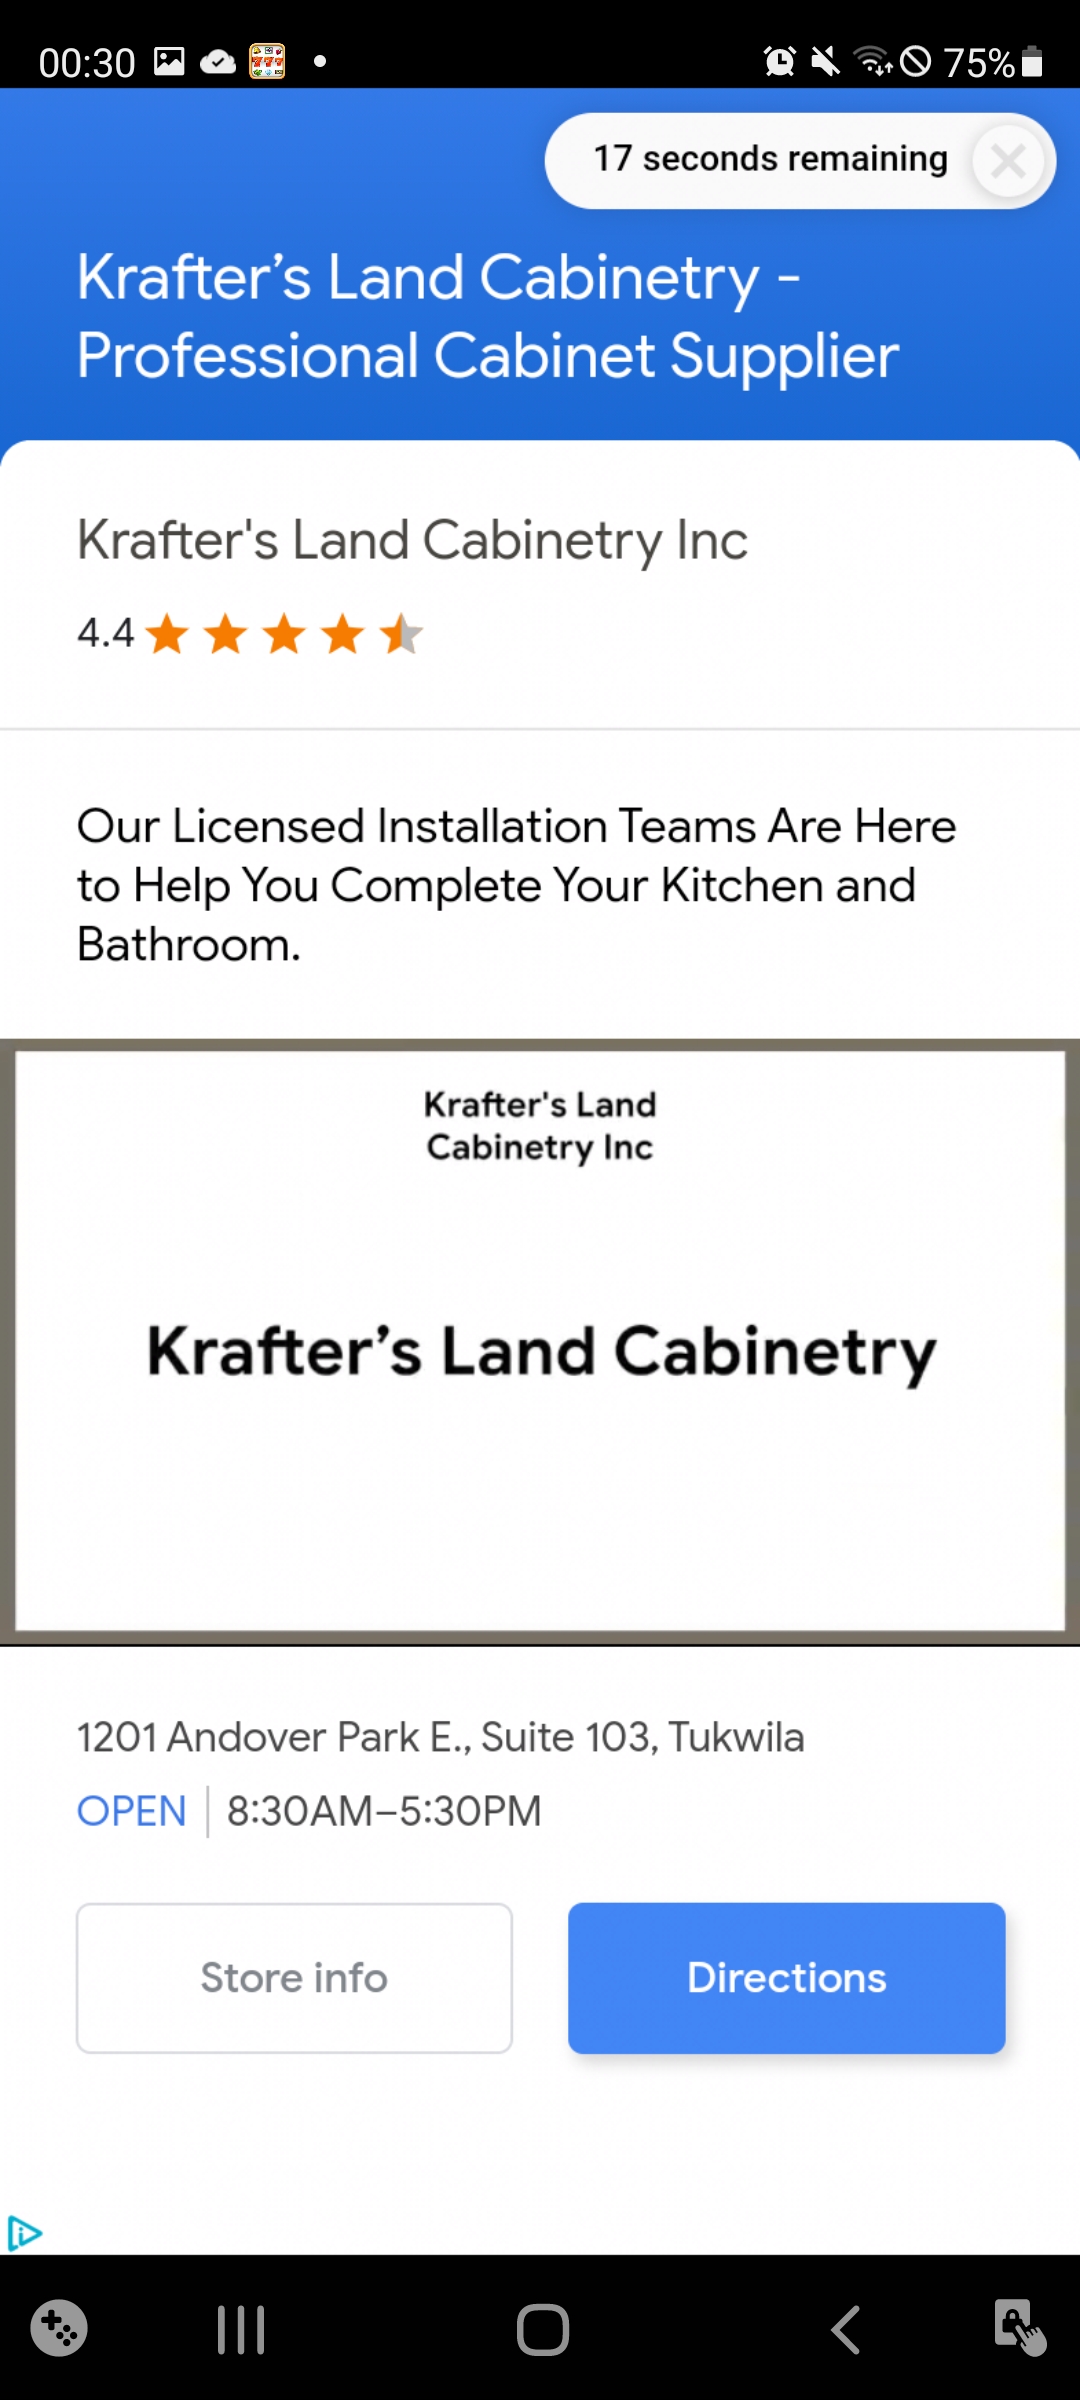 00:30
75%
17 seconds remaining
Krafter’s Land Cabinetry -
Professional Cabinet Supplier
Krafter's Land Cabinetry Inc
4.4
Our Licensed Installation Teams Are Here
to Help You Complete Your Kitchen and
Bathroom.
Krafter's Land
Cabinetry Inc
Krafter’s Land Cabinetry
1201 Andover Park E., Suite 103, Tukwila
OPEN 8:30AM–5:30PM
Store info
Directions